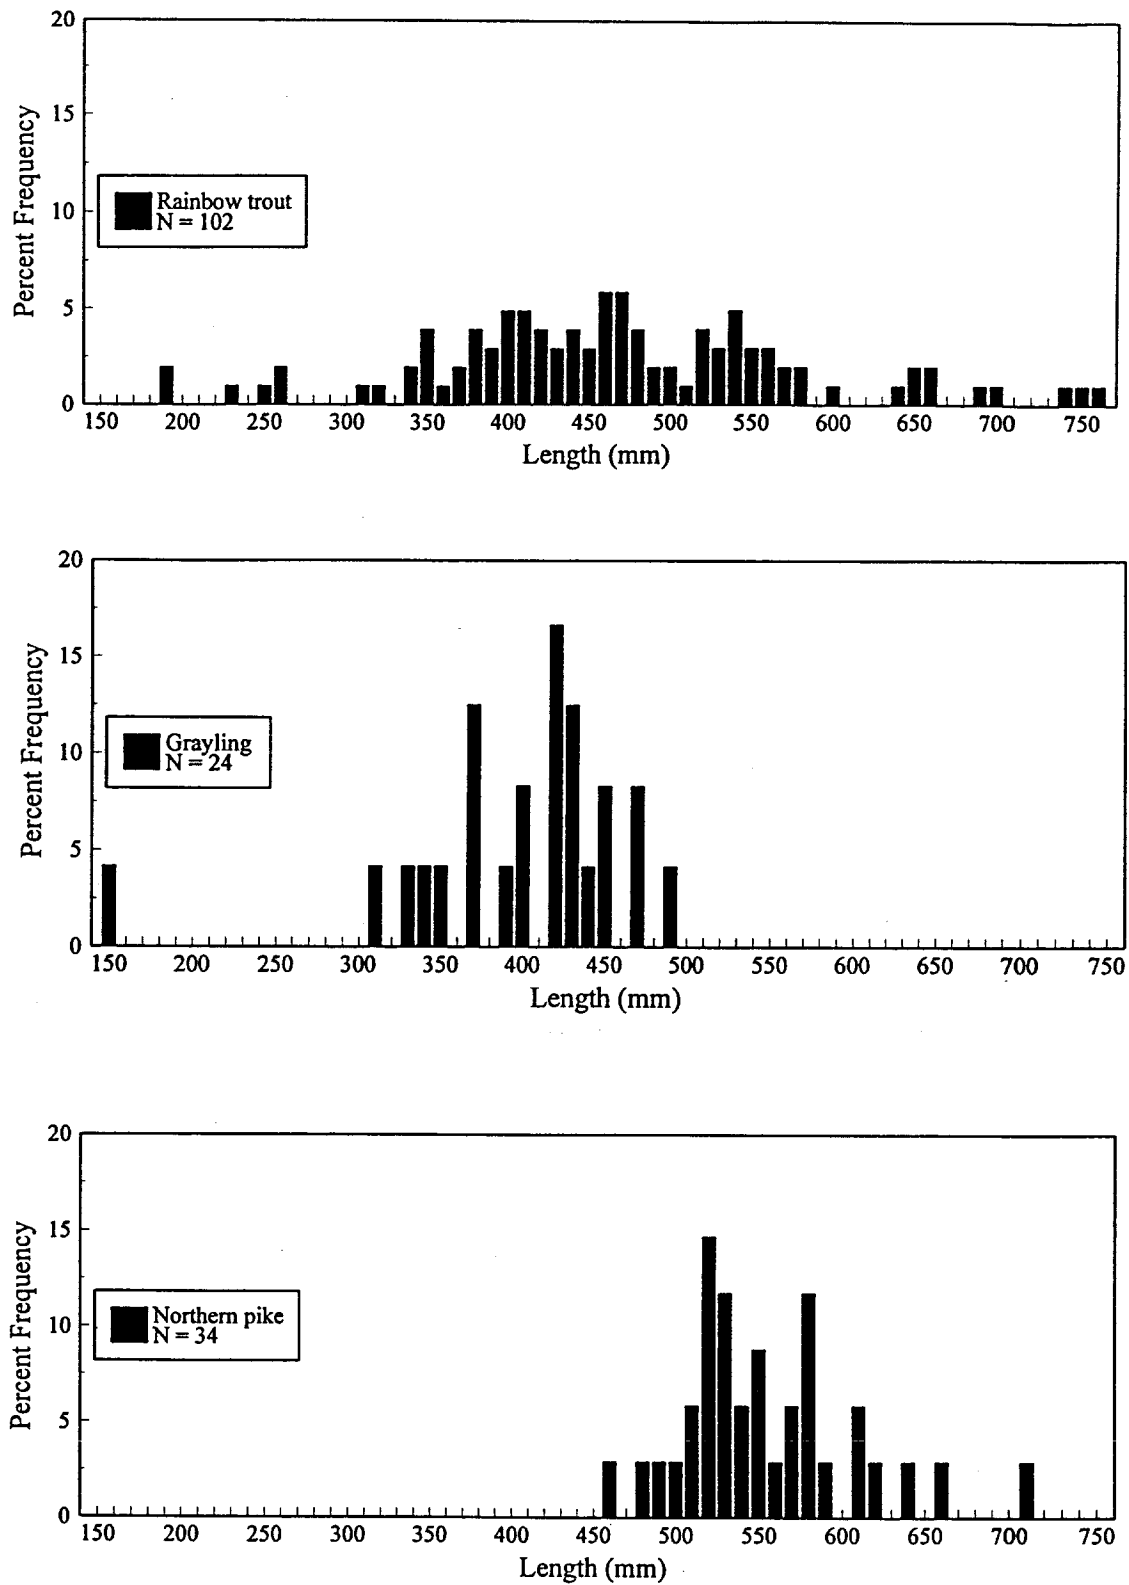 20
15
10
5
0
Percent Frequency
Rainbow trout
N = 102
150 200 250 300 350 400 450 500 550 600 650 700 750
Length (mm)
20
15
10
5
0
Percent Frequency
Grayling
N = 24
150 200 250 300 350 400 450 500 550 600 650 700 750
Length (mm)
20
15
10
5
0
Percent Frequency
Northern pike
N = 34
150 200 250 300 350 400 450 500 550 600 650 700 750
Length (mm)